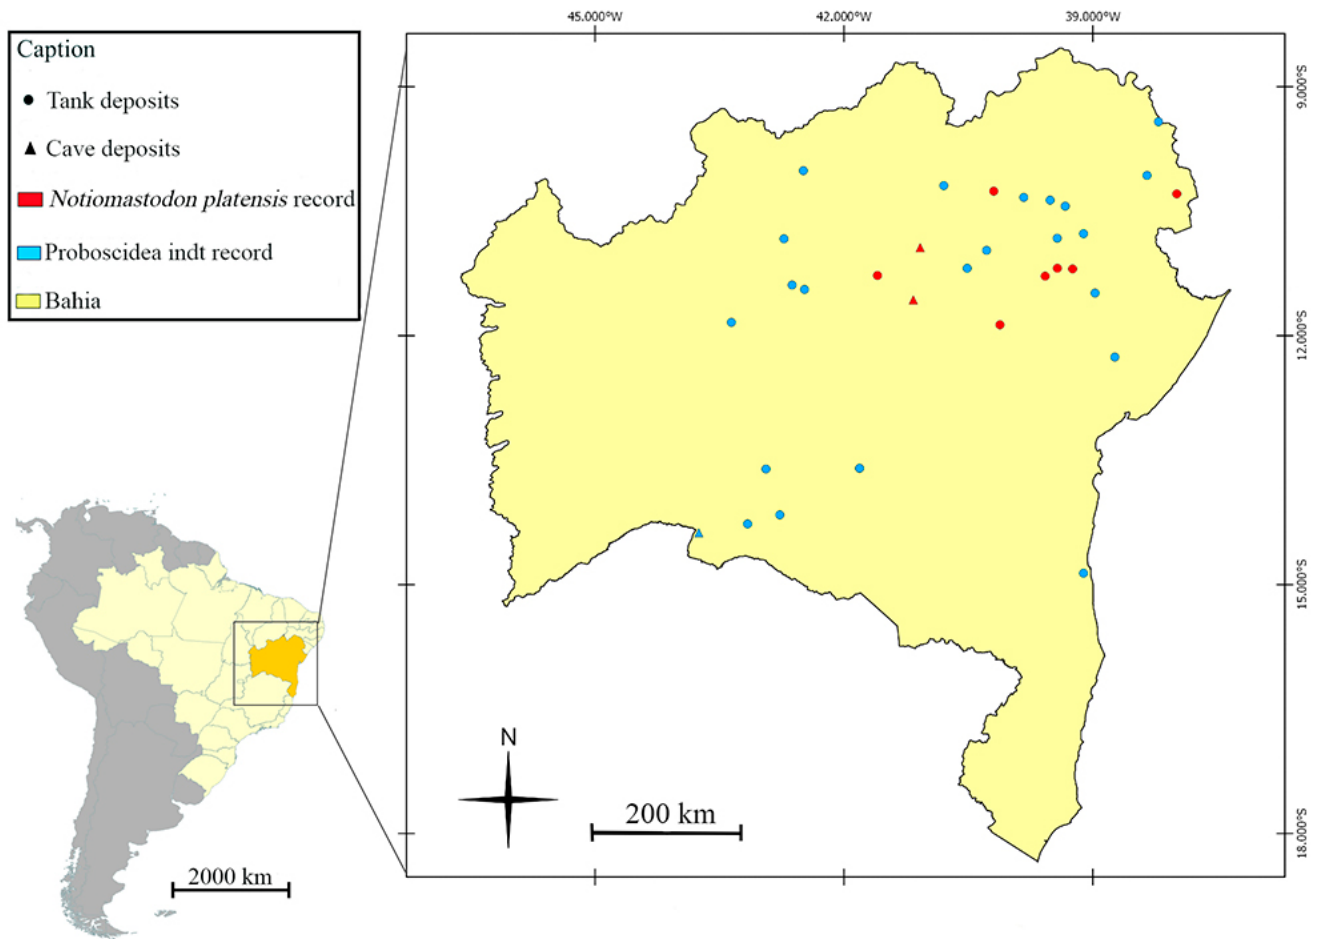 45.000°W 42.000°W 39.000°W
Caption
Tank deposits
Cave deposits
Notiomastodon platensis record
Proboscidea indt record
Bahia
9.000°S
12.000°S
15.000°S
18.000°S
N
200 km
2000 km